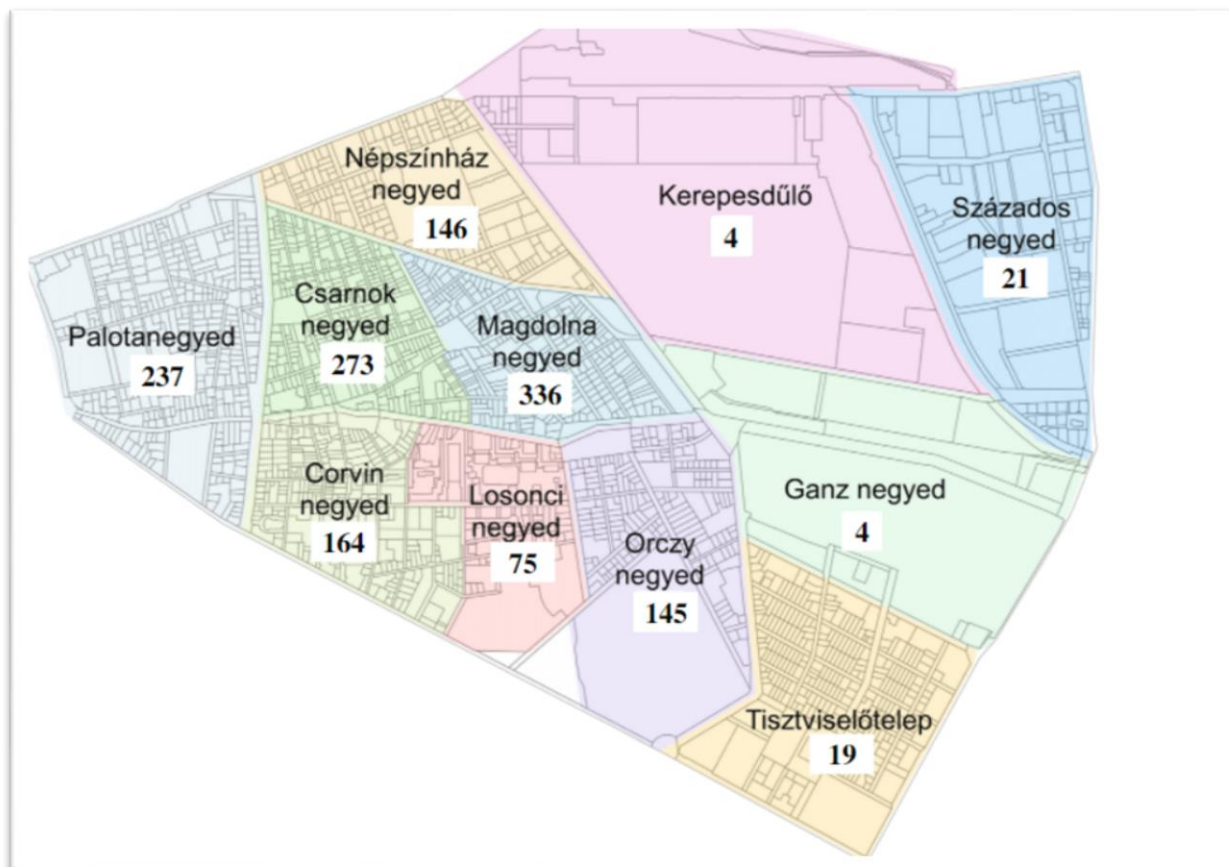 Népszínház
negyed
146
Kerepesdűlő
4
Százados
negyed
21
Palotanegyed
237
Csarnok
negyed
273
Magdolna
negyed
336
Corvin
negyed
164
Losonci
negyed
75
Orczy
negyed
145
Ganz negyed
4
Tisztviselőtelep
19